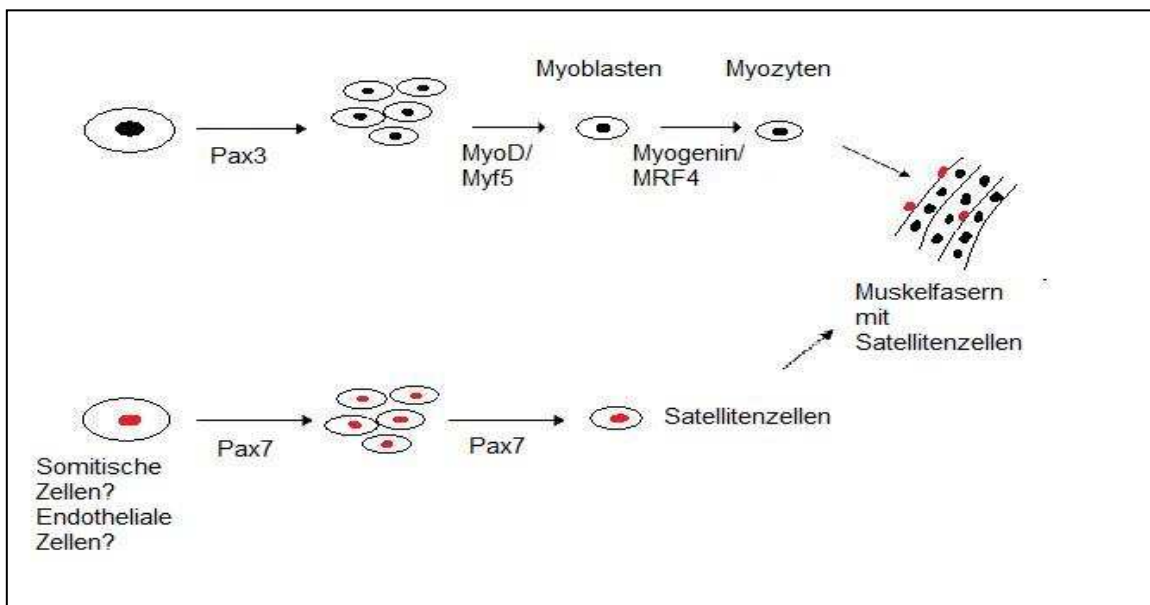 Myoblasten
Myozyten
Pax3
MyoD/
Myf5
Myogenin/
MRF4
Muskelfasern
mit
Satellitenzellen
Pax7
Pax7
Satellitenzellen
Somitische
Zellen?
Endotheliale
Zellen?